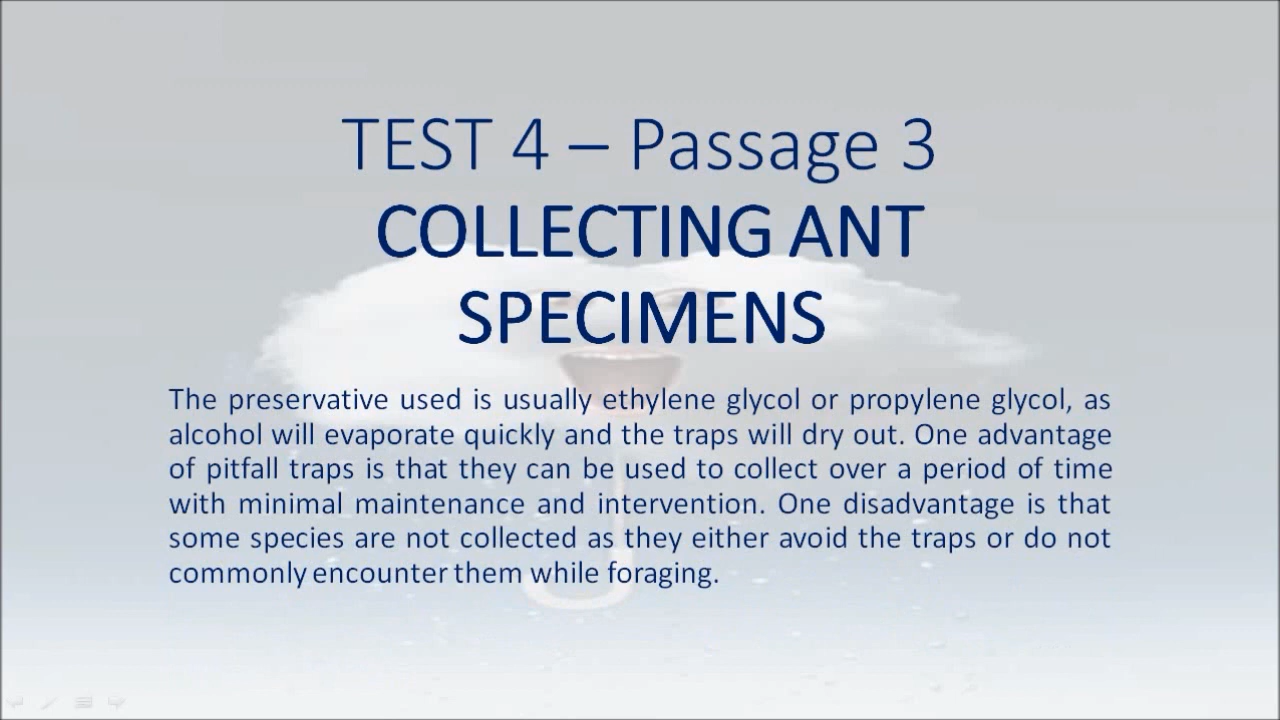 TEST 4 – Passage 3
COLLECTING ANT
SPECIMENS
The preservative used is usually ethylene glycol or propylene glycol, as
alcohol will evaporate quickly and the traps will dry out. One advantage
of pitfall traps is that they can be used to collect over a period of time
with minimal maintenance and intervention. One disadvantage is that
some species are not collected as they either avoid the traps or do not
commonly encounter them while foraging.